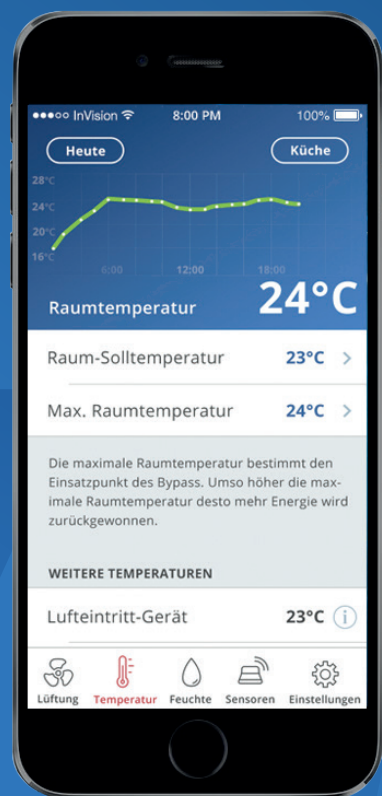 ●●●○○ InVision 8:00 PM 100%
Heute Küche
28°C
24°C
20°C
16°C
6:00 12:00 18:00
Raumtemperatur 24°C
Raum-Solltemperatur 23°C >
Max. Raumtemperatur 24°C >
Die maximale Raumtemperatur bestimmt den
Einsatzpunkt des Bypass. Umso höher die max-
imale Raumtemperatur desto mehr Energie wird
zurückgewonnen.
WEITERE TEMPERATUREN
Lufteintritt-Gerät 23°C i
Lüftung Temperatur Feuchte Sensoren Einstellungen